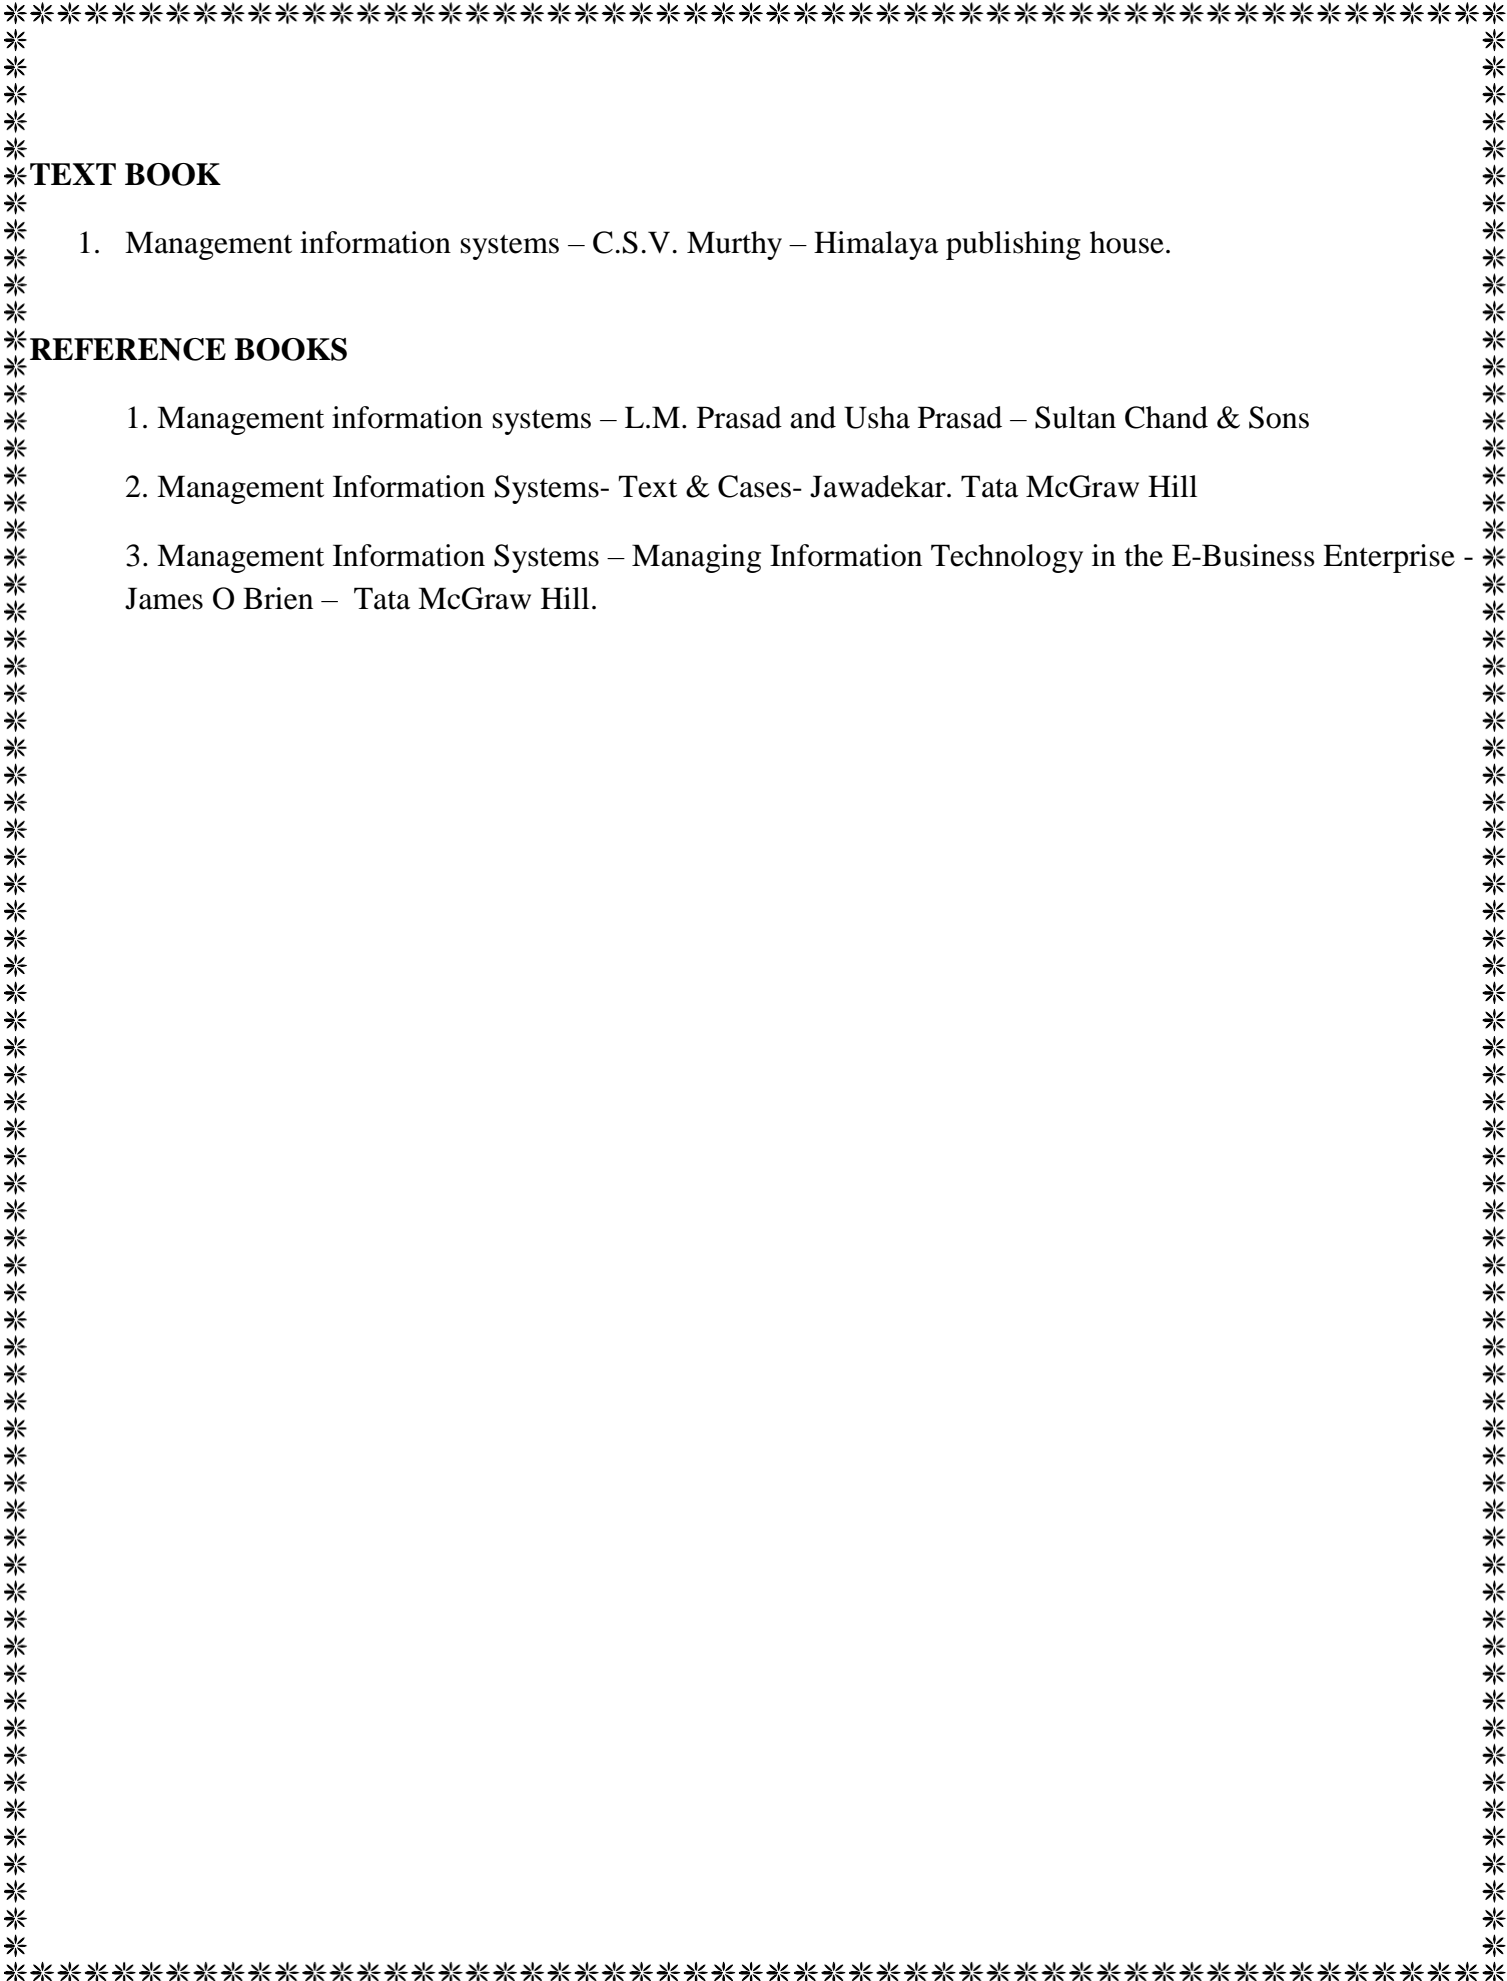 TEXT BOOK
1. Management information systems – C.S.V. Murthy – Himalaya publishing house.
REFERENCE BOOKS
1. Management information systems – L.M. Prasad and Usha Prasad – Sultan Chand & Sons
2. Management Information Systems- Text & Cases- Jawadekar. Tata McGraw Hill
3. Management Information Systems – Managing Information Technology in the E-Business Enterprise -
James O Brien –  Tata McGraw Hill.